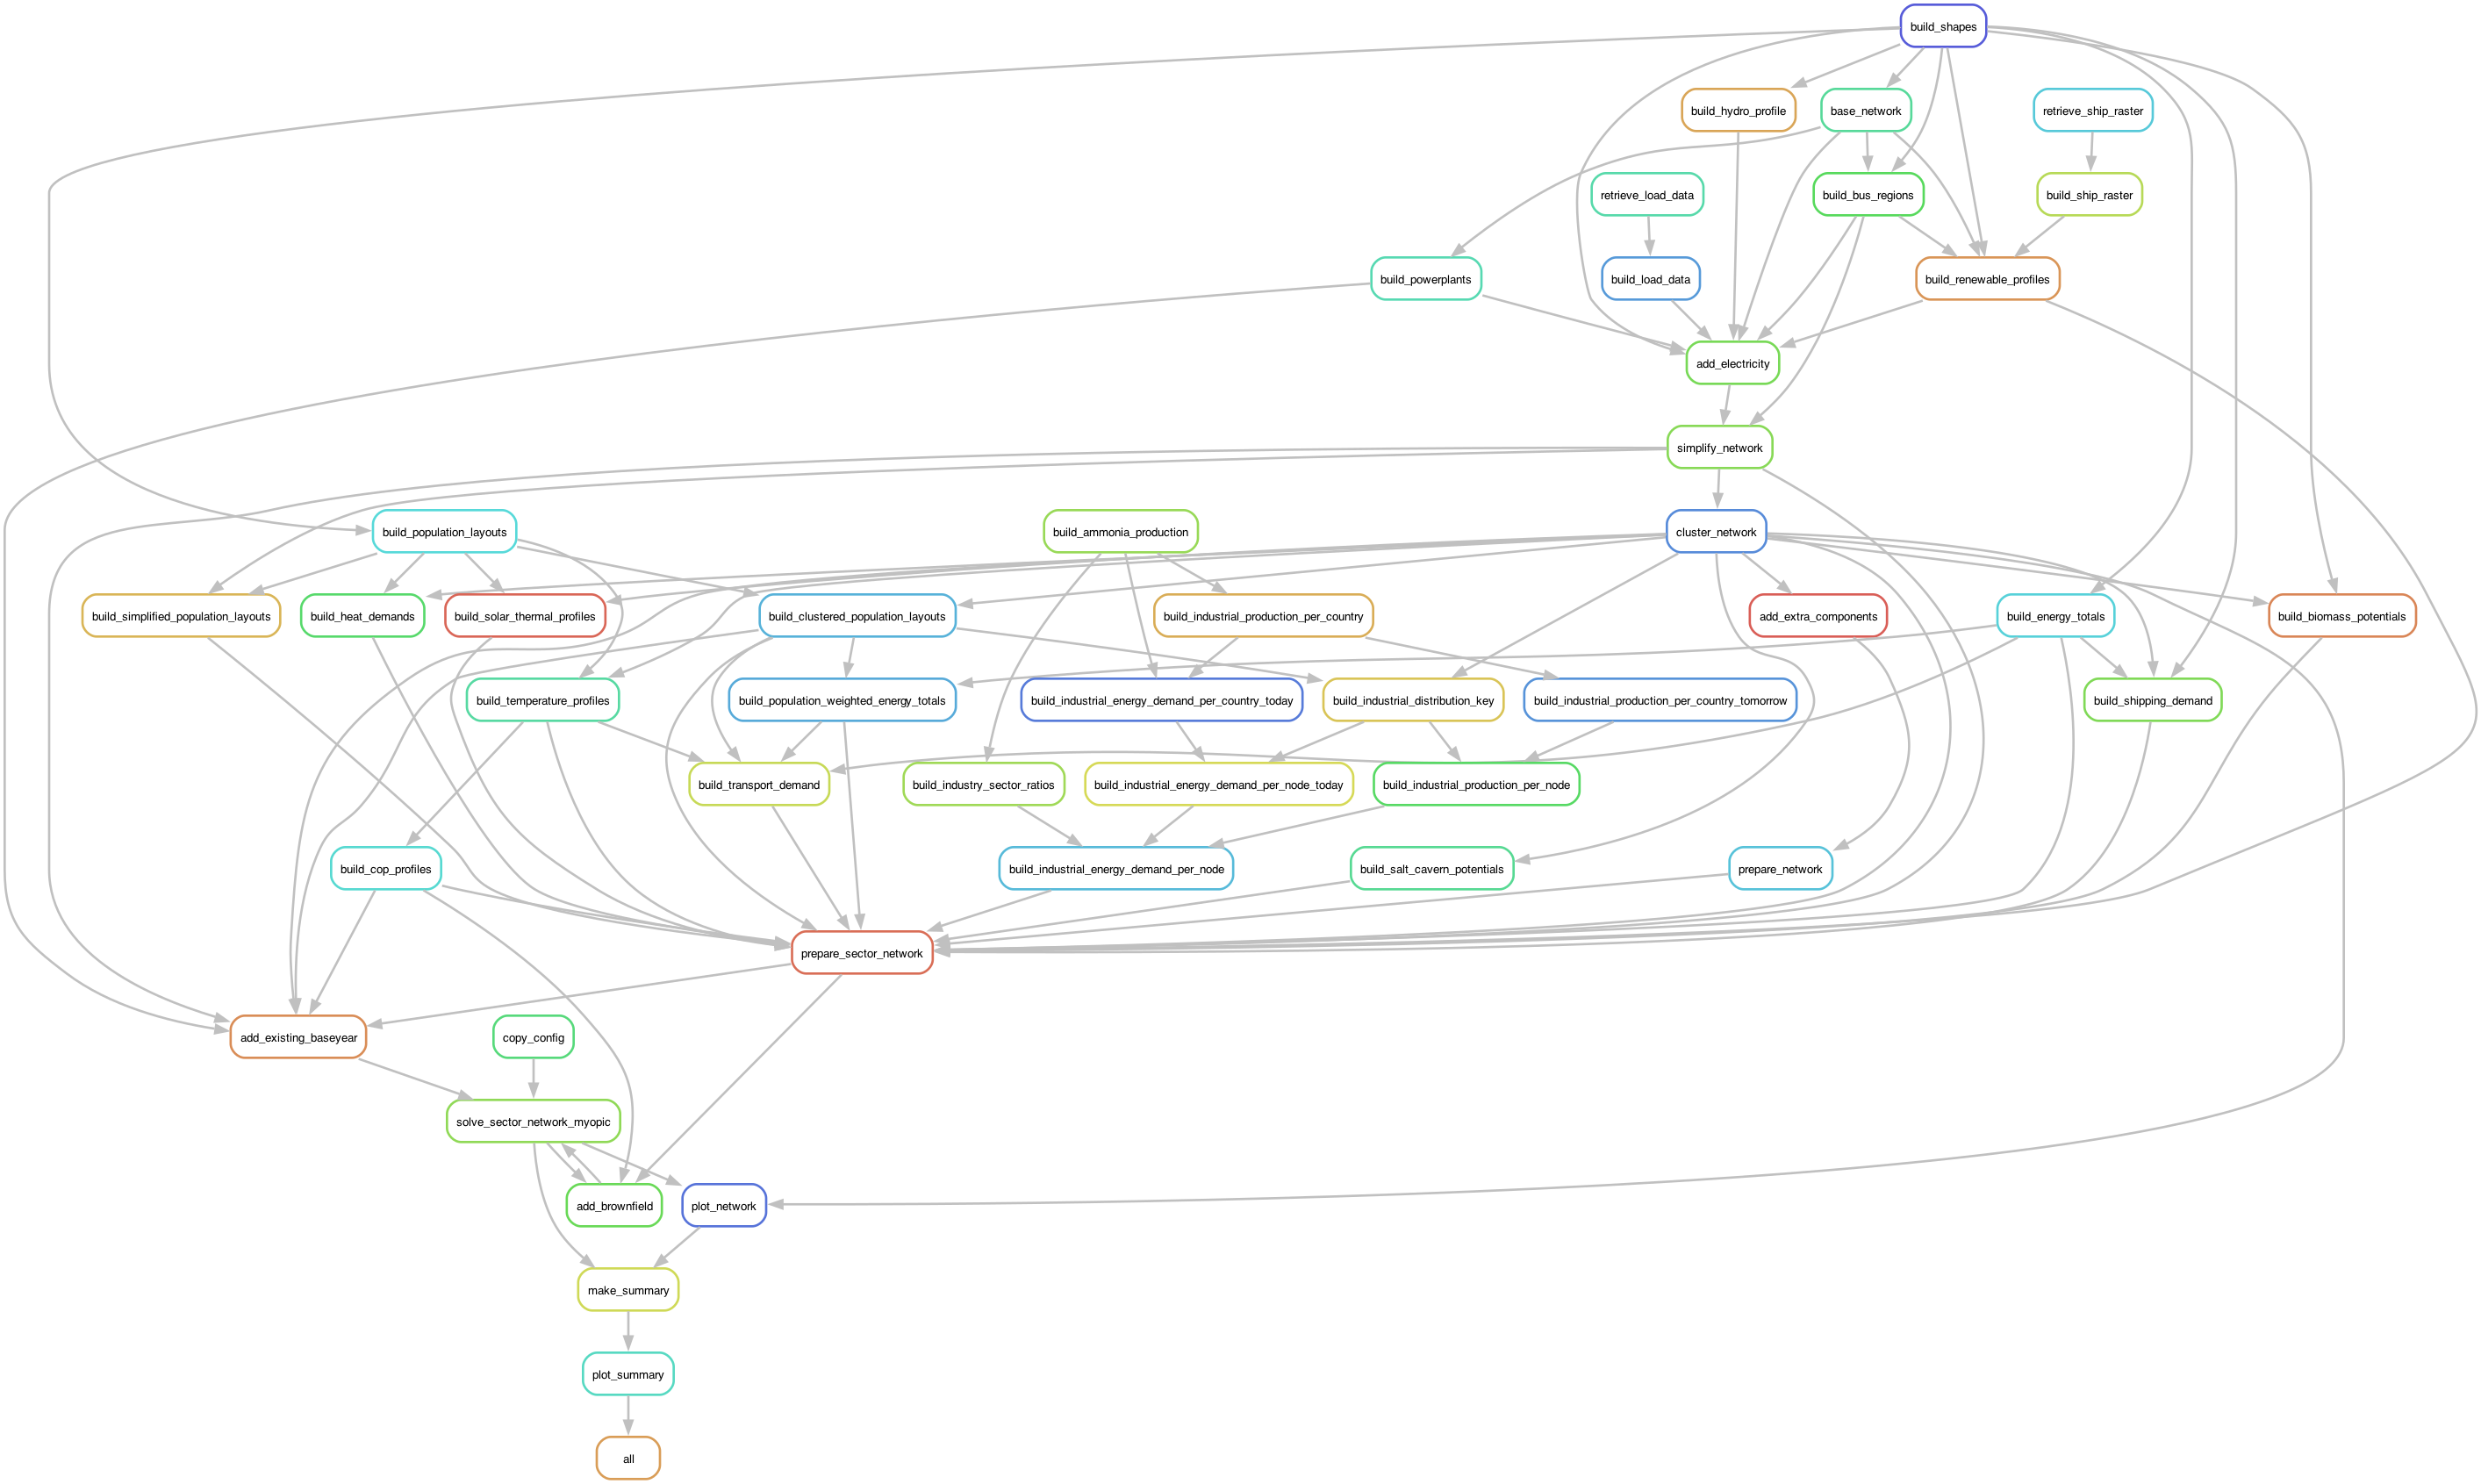 build_shapes
build_hydro_profile
base_network
retrieve_ship_raster
retrieve_load_data
build_bus_regions
build_ship_raster
build_powerplants
build_load_data
build_renewable_profiles
add_electricity
simplify_network
build_population_layouts
build_ammonia_production
cluster_network
build_simplified_population_layouts
build_heat_demands
build_solar_thermal_profiles
build_clustered_population_layouts
build_industrial_production_per_country
add_extra_components
build_energy_totals
build_biomass_potentials
build_temperature_profiles
build_population_weighted_energy_totals
build_industrial_energy_demand_per_country_today
build_industrial_distribution_key
build_industrial_production_per_country_tomorrow
build_shipping_demand
build_transport_demand
build_industry_sector_ratios
build_industrial_energy_demand_per_node_today
build_industrial_production_per_node
build_cop_profiles
build_industrial_energy_demand_per_node
build_salt_cavern_potentials
prepare_network
prepare_sector_network
add_existing_baseyear
copy_config
solve_sector_network_myopic
add_brownfield
plot_network
make_summary
plot_summary
all